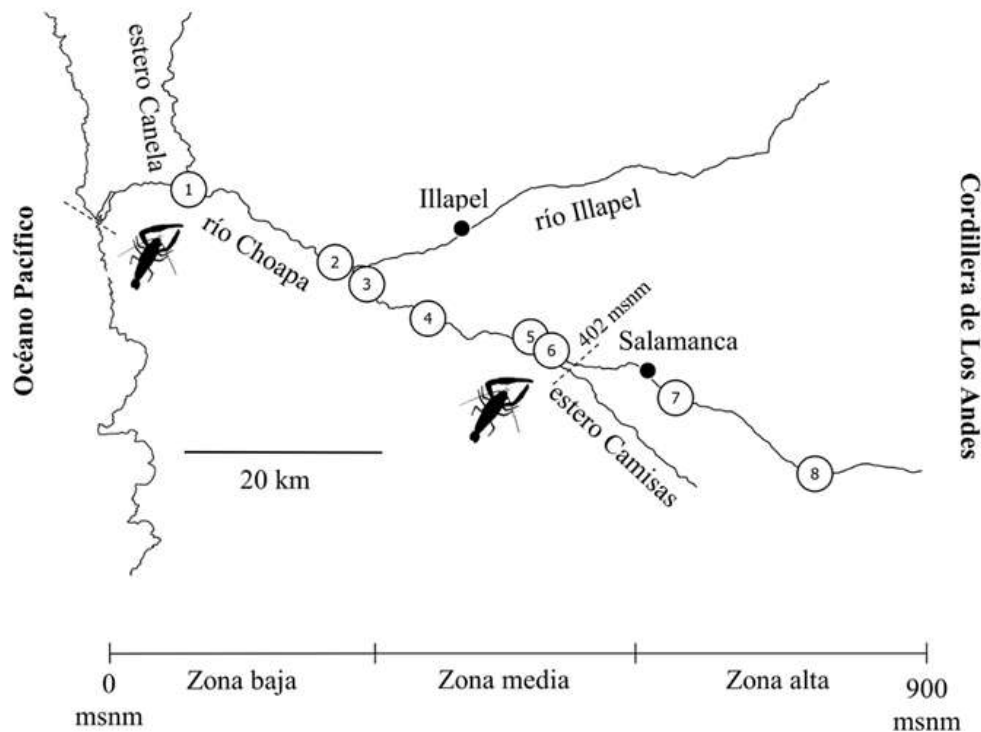 estero Canela
1
río Choapa
Illapel
río Illapel
2
3
4
5
6
402 msnm
Salamanca
7
estero Camisas
8
Océano Pacífico
Cordillera de Los Andes
20 km
0
msnm
Zona baja
Zona media
Zona alta
900
msnm